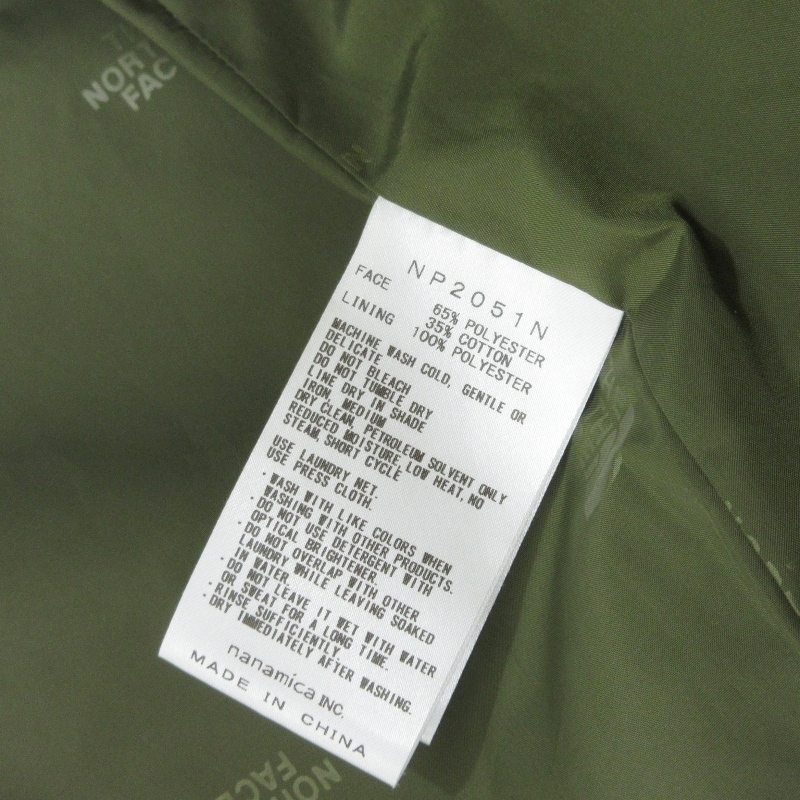 NORTH
FAC
NP2051N
FACE 65% POLYESTER
35% COTTON
LINING 100% POLYESTER
MACHINE WASH COLD, GENTLE OR
DELICATE
DO NOT BLEACH
DO NOT TUMBLE DRY
LINE DRY IN SHADE
IRON, MEDIUM
DRY CLEAN, PETROLEUM SOLVENT ONLY
REDUCED MOISTURE, LOW HEAT, NO
STEAM, SHORT CYCLE
USE LAUNDRY NET.
USE PRESS CLOTH.
・WASH WITH LIKE COLORS WHEN
WASHING WITH OTHER PRODUCTS.
・DO NOT USE DETERGENT WITH
OPTICAL BRIGHTENER.
・DO NOT OVERLAP WITH OTHER
LAUNDRY WHILE LEAVING SOAKED
IN WATER.
・DO NOT LEAVE IT WET WITH WATER
OR SWEAT FOR A LONG TIME.
・RINSE SUFFICIENTLY.
・DRY IMMEDIATELY AFTER WASHING.
nanamica INC.
MADE IN CHINA
NOR
FACE